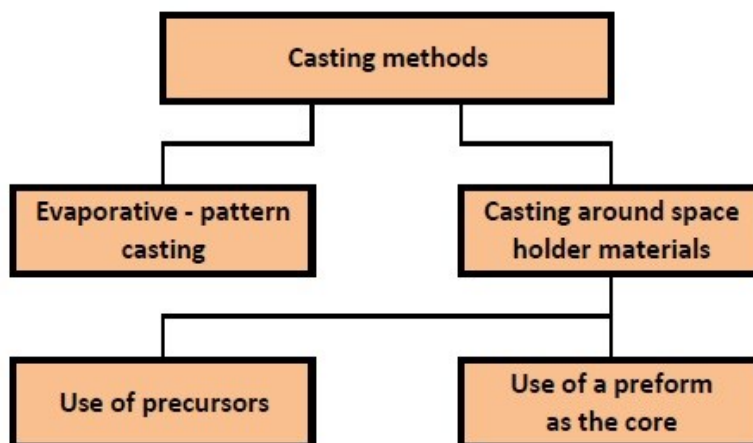 Casting methods
Evaporative - pattern
casting
Casting around space
holder materials
Use of precursors
Use of a preform
as the core